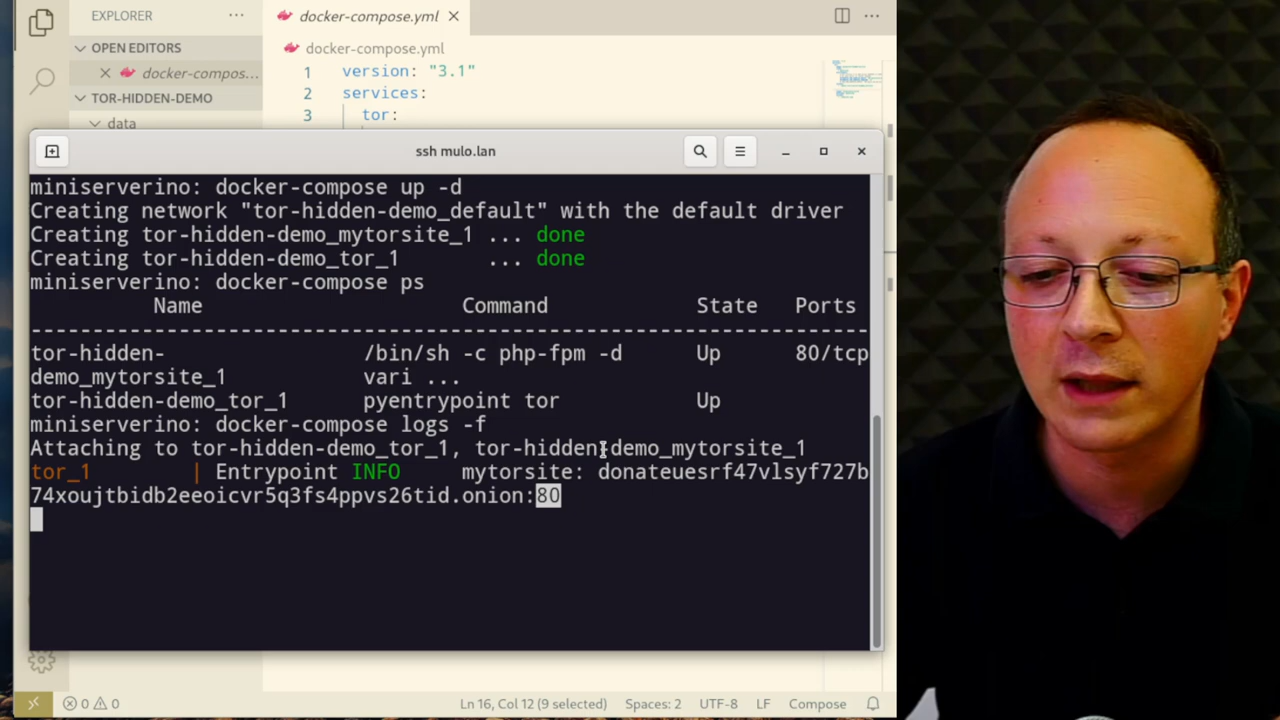 EXPLORER
docker-compose.yml
OPEN EDITORS
docker-compos...
TOR-HIDDEN-DEMO
data
docker-compose.yml
1 version: "3.1"
2 services:
3 tor:
ssh mulo.lan
miniserverino: docker-compose up -d
Creating network "tor-hidden-demo_default" with the default driver
Creating tor-hidden-demo_mytorsite_1 ... done
Creating tor-hidden-demo_tor_1 ... done
miniserverino: docker-compose ps
Name Command State Ports
--------------------------------------------------------------------
tor-hidden- /bin/sh -c php-fpm -d Up 80/tcp
demo_mytorsite_1 vari ...
tor-hidden-demo_tor_1 pyentrypoint tor Up
miniserverino: docker-compose logs -f
Attaching to tor-hidden-demo_tor_1, tor-hidden-demo_mytorsite_1
tor_1 | Entrypoint INFO mytorsite: donateuesrf47vlsyf727b
74xoujtbidb2eeoicvr5q3fs4ppvs26tid.onion:80
0 0 Ln 16, Col 12 (9 selected) Spaces: 2 UTF-8 LF Compose